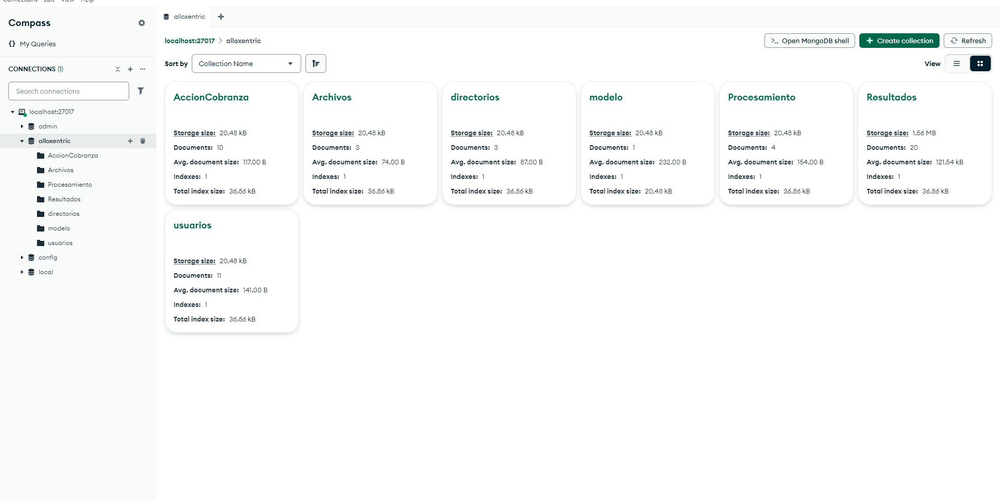 Connections Edit View Help
Compass
{} My Queries
CONNECTIONS (1)
Search connections
localhost:27017
admin
alloxentric
AccionCobranza
Archivos
Procesamiento
Resultados
directorios
modelo
usuarios
config
local
alloxentric
localhost:27017 > alloxentric
>_ Open MongoDB shell
+ Create collection
Refresh
Sort by
Collection Name
View
AccionCobranza
Storage size: 20.48 kB
Documents: 10
Avg. document size: 117.00 B
Indexes: 1
Total index size: 36.86 kB
Archivos
Storage size: 20.48 kB
Documents: 3
Avg. document size: 74.00 B
Indexes: 1
Total index size: 36.86 kB
directorios
Storage size: 20.48 kB
Documents: 3
Avg. document size: 87.00 B
Indexes: 1
Total index size: 36.86 kB
modelo
Storage size: 20.48 kB
Documents: 1
Avg. document size: 232.00 B
Indexes: 1
Total index size: 20.48 kB
Procesamiento
Storage size: 20.48 kB
Documents: 4
Avg. document size: 154.00 B
Indexes: 1
Total index size: 36.86 kB
Resultados
Storage size: 1.56 MB
Documents: 20
Avg. document size: 121.54 kB
Indexes: 1
Total index size: 36.86 kB
usuarios
Storage size: 20.48 kB
Documents: 11
Avg. document size: 141.00 B
Indexes: 1
Total index size: 36.86 kB